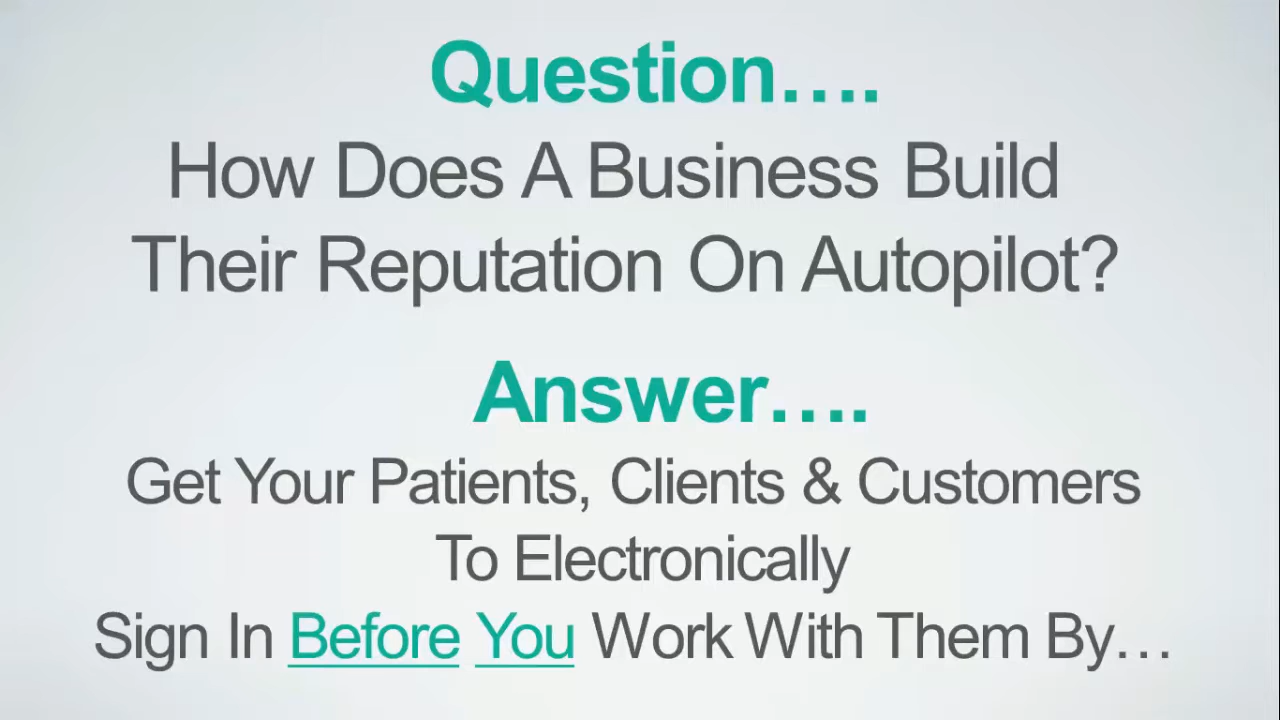 Question….
How Does A Business Build
Their Reputation On Autopilot?
Answer….
Get Your Patients, Clients & Customers
To Electronically
Sign In Before You Work With Them By…